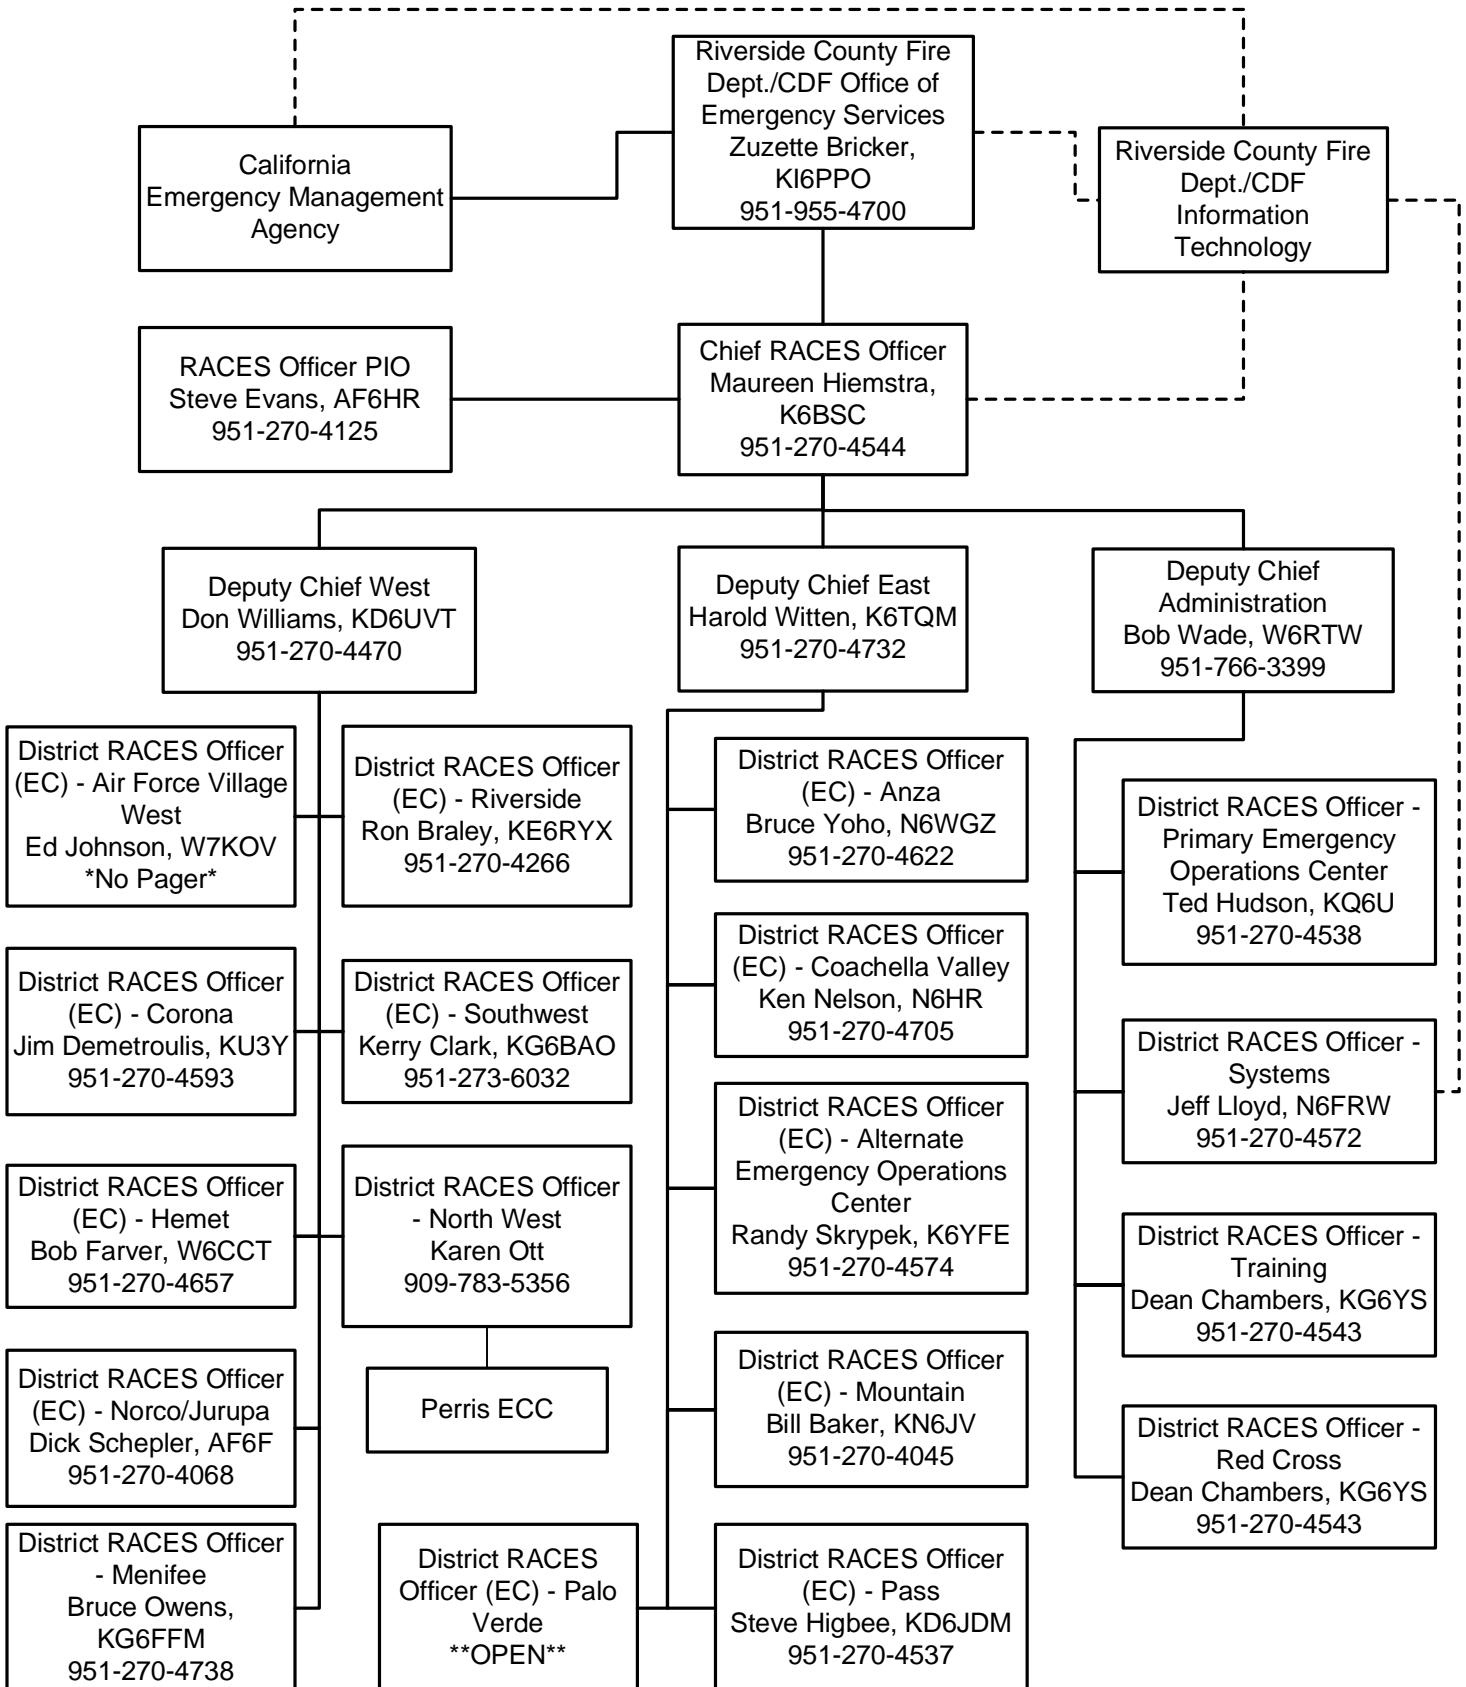 Riverside County Fire
Dept./CDF Office of
Emergency Services
Zuzette Bricker,
KI6PPO
951-955-4700
California
Emergency Management
Agency
Riverside County Fire
Dept./CDF
Information
Technology
RACES Officer PIO
Steve Evans, AF6HR
951-270-4125
Chief RACES Officer
Maureen Hiemstra,
K6BSC
951-270-4544
Deputy Chief West
Don Williams, KD6UVT
951-270-4470
Deputy Chief East
Harold Witten, K6TQM
951-270-4732
Deputy Chief
Administration
Bob Wade, W6RTW
951-766-3399
District RACES Officer
(EC) - Air Force Village
West
Ed Johnson, W7KOV
*No Pager*
District RACES Officer
(EC) - Riverside
Ron Braley, KE6RYX
951-270-4266
District RACES Officer
(EC) - Corona
Jim Demetroulis, KU3Y
951-270-4593
District RACES Officer
(EC) - Southwest
Kerry Clark, KG6BAO
951-273-6032
District RACES Officer
(EC) - Hemet
Bob Farver, W6CCT
951-270-4657
District RACES Officer
- North West
Karen Ott
909-783-5356
Perris ECC
District RACES Officer
(EC) - Norco/Jurupa
Dick Schepler, AF6F
951-270-4068
District RACES Officer
- Menifee
Bruce Owens,
KG6FFM
951-270-4738
District RACES Officer
(EC) - Anza
Bruce Yoho, N6WGZ
951-270-4622
District RACES Officer
(EC) - Coachella Valley
Ken Nelson, N6HR
951-270-4705
District RACES Officer
(EC) - Alternate
Emergency Operations
Center
Randy Skrypek, K6YFE
951-270-4574
District RACES Officer
(EC) - Mountain
Bill Baker, KN6JV
951-270-4045
District RACES
Officer (EC) - Palo
Verde
**OPEN**
District RACES Officer
(EC) - Pass
Steve Higbee, KD6JDM
951-270-4537
District RACES Officer -
Primary Emergency
Operations Center
Ted Hudson, KQ6U
951-270-4538
District RACES Officer -
Systems
Jeff Lloyd, N6FRW
951-270-4572
District RACES Officer -
Training
Dean Chambers, KG6YS
951-270-4543
District RACES Officer -
Red Cross
Dean Chambers, KG6YS
951-270-4543